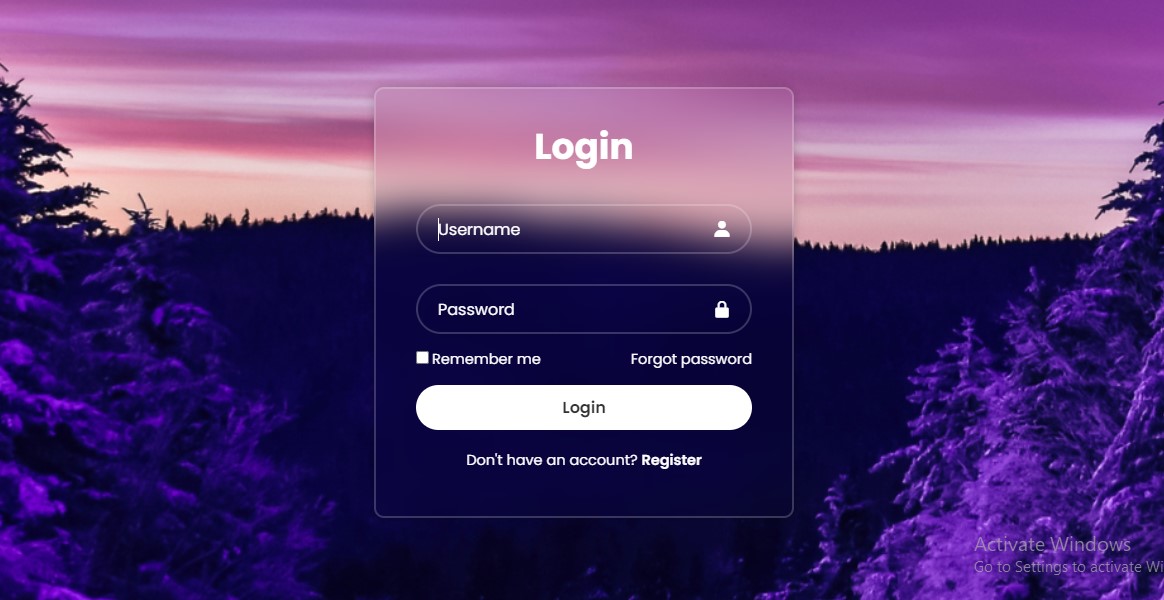 Login
Username
Password
Remember me Forgot password
Login
Don't have an account? Register
Activate Windows
Go to Settings to activate Wi